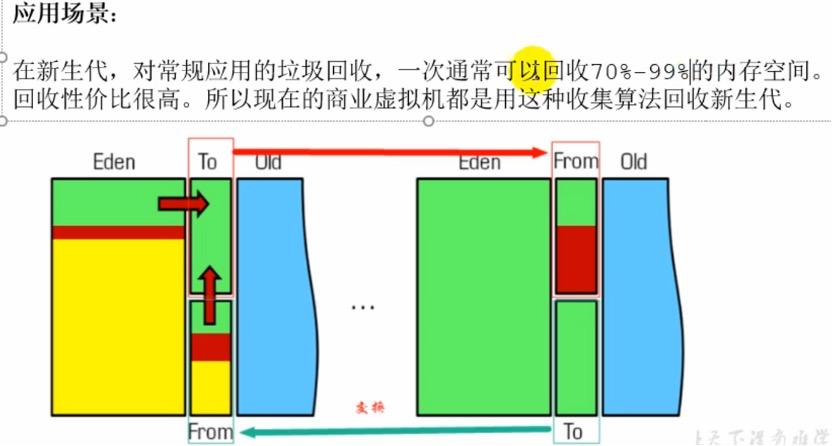 应用场景：
在新生代，对常规应用的垃圾回收，一次通常可以回收70%-99%的内存空间。
回收性价比很高。所以现在的商业虚拟机都是用这种收集算法回收新生代。
Eden To Old Eden From Old
...
变换
From To